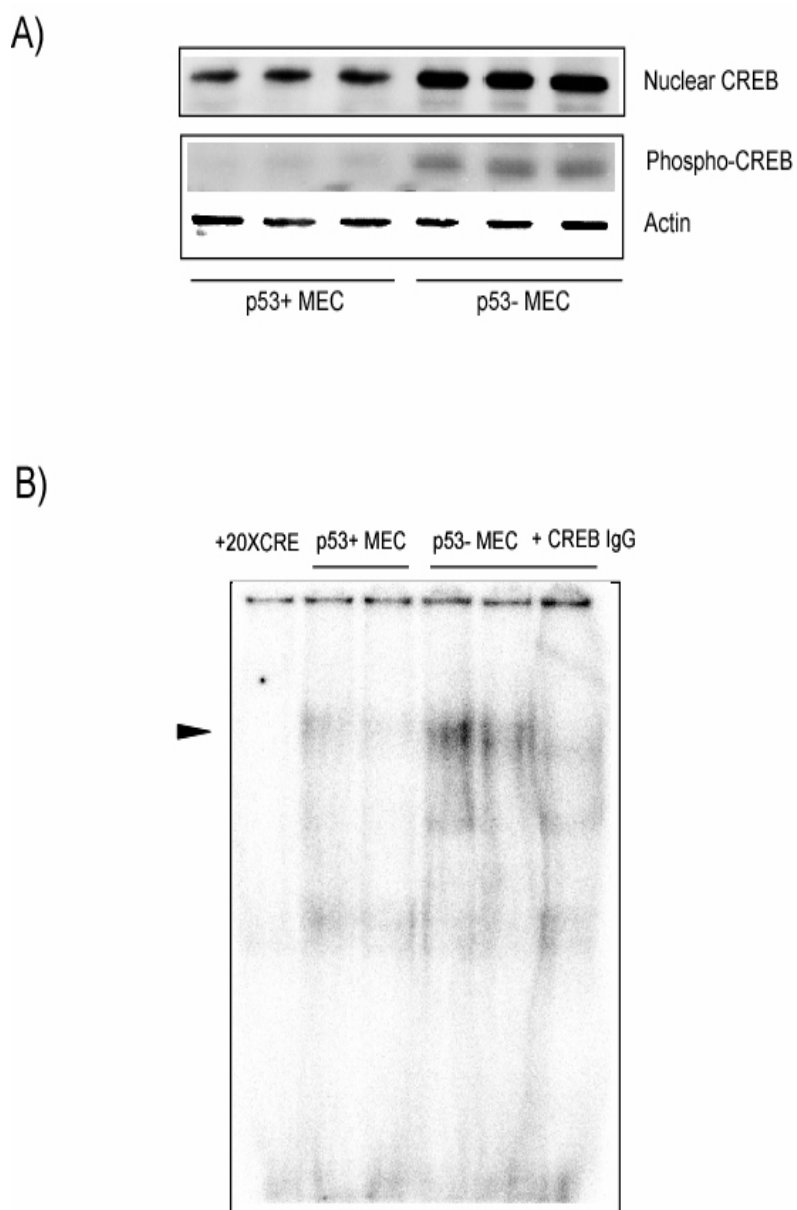 A)
Nuclear CREB
Phospho-CREB
Actin
p53+ MEC p53- MEC
B)
+20XCRE p53+ MEC p53- MEC + CREB IgG